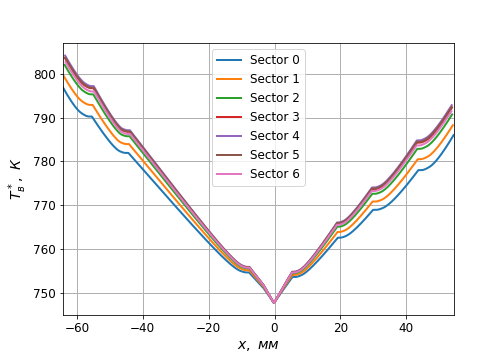 Sector 0
Sector 1
Sector 2
Sector 3
Sector 4
Sector 5
Sector 6
800
790
780
770
760
750
T*в, К
−60
−40
−20
0
20
40
x, мм